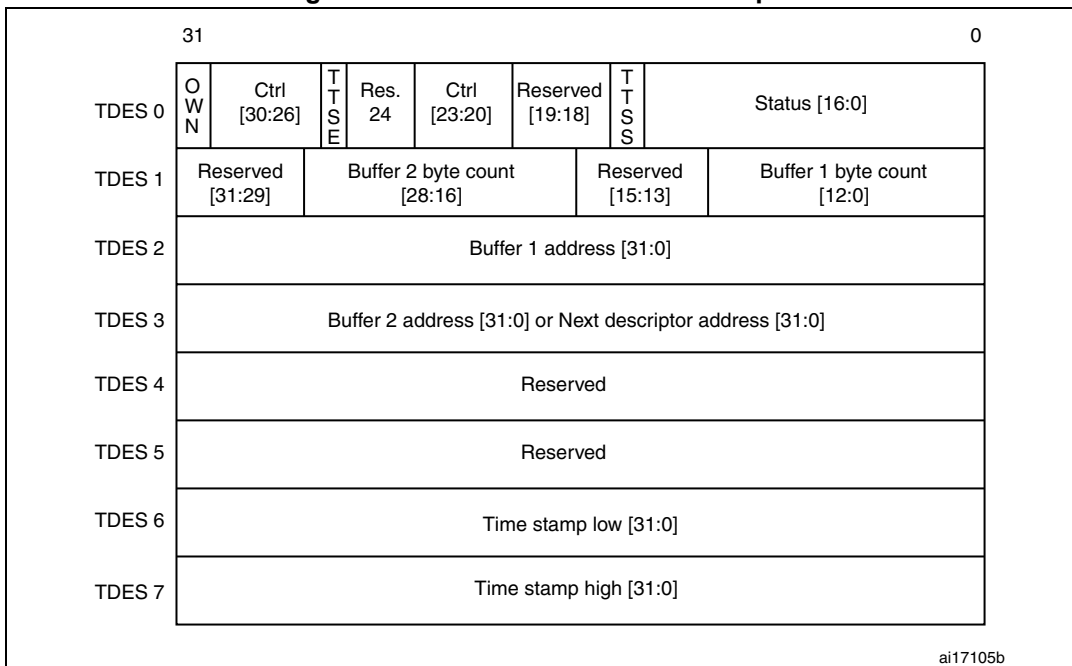 31 0
TDES 0
OWN
Ctrl
[30:26]
TTSE
Res.
24
Ctrl
[23:20]
Reserved
[19:18]
TTSS
Status [16:0]
TDES 1
Reserved
[31:29]
Buffer 2 byte count
[28:16]
Reserved
[15:13]
Buffer 1 byte count
[12:0]
TDES 2
Buffer 1 address [31:0]
TDES 3
Buffer 2 address [31:0] or Next descriptor address [31:0]
TDES 4
Reserved
TDES 5
Reserved
TDES 6
Time stamp low [31:0]
TDES 7
Time stamp high [31:0]
ai17105b